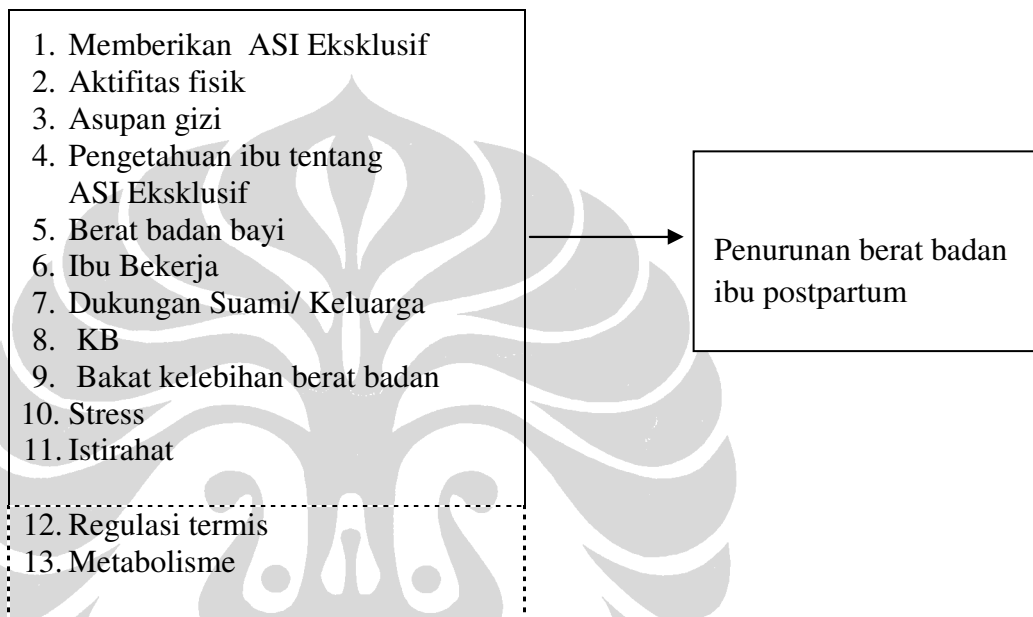 1. Memberikan ASI Eksklusif
2. Aktifitas fisik
3. Asupan gizi
4. Pengetahuan ibu tentang
ASI Eksklusif
5. Berat badan bayi
6. Ibu Bekerja
7. Dukungan Suami/ Keluarga
8. KB
9. Bakat kelebihan berat badan
10. Stress
11. Istirahat
12. Regulasi termis
13. Metabolisme
Penurunan berat badan
ibu postpartum